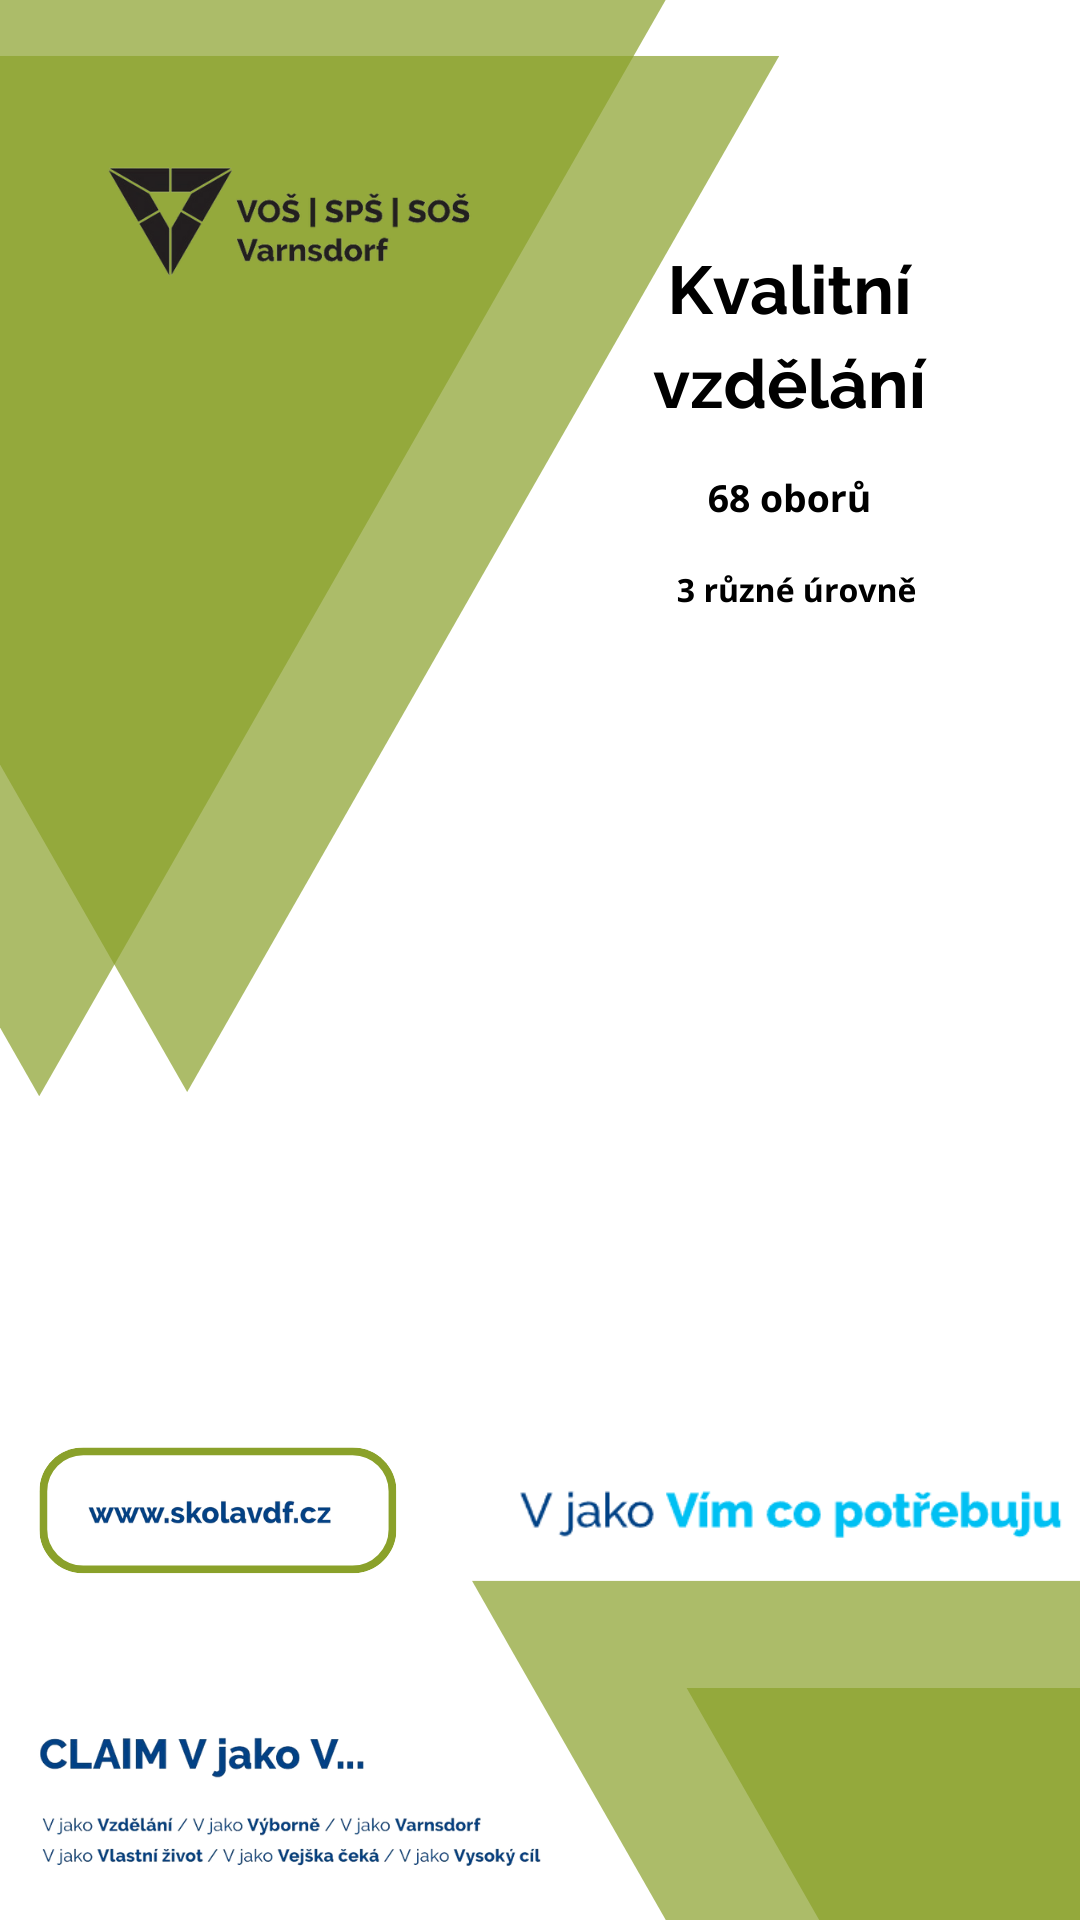 VOŠ | SPŠ | SOŠ
Varnsdorf
Kvalitní
vzdělání
68 oborů
3 různé úrovně
www.skolavdf.cz
V jako Vím co potřebuju
CLAIM V jako V...
V jako Vzdělání / V jako Výborně / V jako Varnsdorf
V jako Vlastní život / V jako Vejška čeká / V jako Vysoký cíl